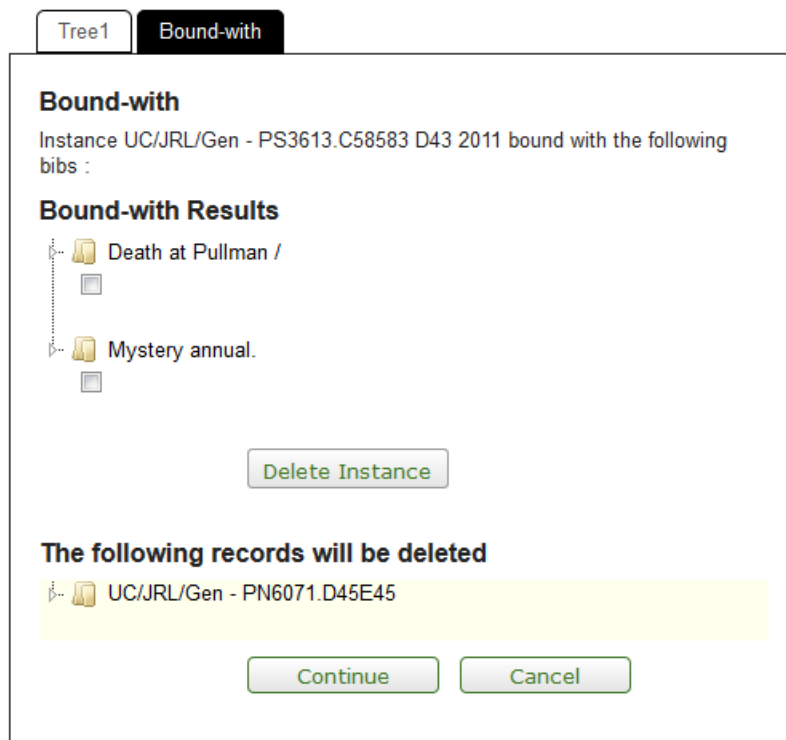 Tree1
Bound-with
Bound-with
Instance UC/JRL/Gen - PS3613.C58583 D43 2011 bound with the following
bibs :
Bound-with Results
Death at Pullman /
Mystery annual.
Delete Instance
The following records will be deleted
UC/JRL/Gen - PN6071.D45E45
Continue
Cancel